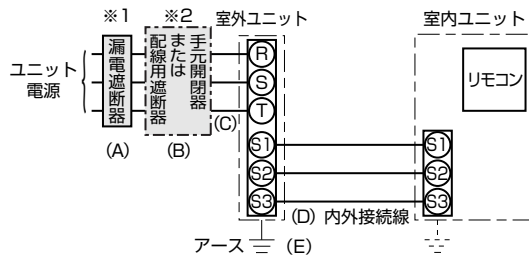 ※1
※2
室外ユニット
室内ユニット
ユニット
電源
漏電遮断器
手元開閉器
または
配線用遮断器
R
S
T
リモコン
(A)
(B)
(C)
S1
S2
S3
S1
S2
S3
(D) 内外接続線
アース
(E)